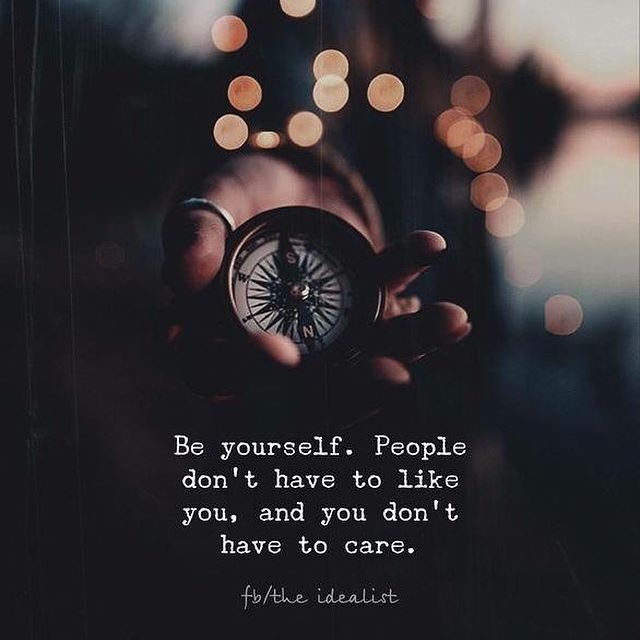 S
W
N
Be yourself. People
don't have to like
you, and you don't
have to care.
fb/the idealist